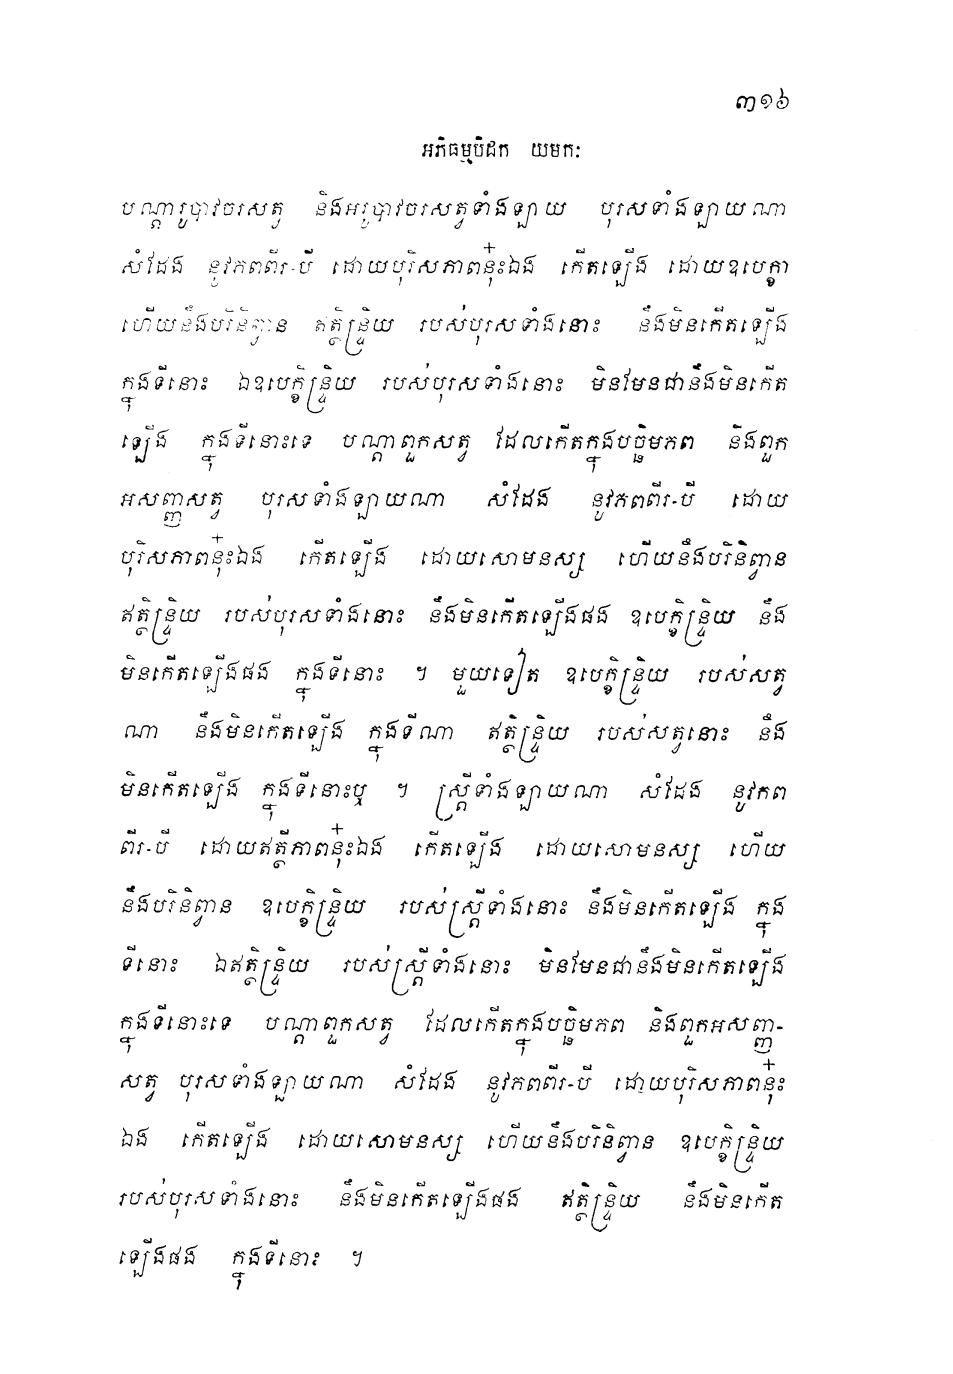 ៣១៦
អភិធម្មបិដក យមកៈ
បណ្តារូបាវចរសត្វ និងអរូបាវចរសត្វទាំងឡាយ បុរសទាំងឡាយណា
សំដែង នូវភពពីរ-បី ដោយបុរិសភាពនុ៎ះឯង កើតឡើង ដោយឧបេក្ខា
ហើយនឹងបរិនិព្វាន ឥត្ថិន្ទ្រិយ របស់បុរសទាំងនោះ នឹងមិនកើតឡើង
ក្នុងទីនោះ ឯឧបេក្ខិន្ទ្រិយ របស់បុរសទាំងនោះ មិនមែនជានឹងមិនកើត
ឡើង ក្នុងទីនោះទេ បណ្តាពួកសត្វ ដែលកើតក្នុងបច្ឆិមភព និងពួក
អសញ្ញសត្វ បុរសទាំងឡាយណា សំដែង នូវភពពីរ-បី ដោយ
បុរិសភាពនុ៎ះឯង កើតឡើង ដោយសោមនស្ស ហើយនឹងបរិនិព្វាន
ឥត្ថិន្ទ្រិយ របស់បុរសទាំងនោះ នឹងមិនកើតឡើងផង ឧបេក្ខិន្ទ្រិយ នឹង
មិនកើតឡើងផង ក្នុងទីនោះ ។ មួយទៀត ឧបេក្ខិន្ទ្រិយ របស់សត្វ
ណា នឹងមិនកើតឡើង ក្នុងទីណា ឥត្ថិន្ទ្រិយ របស់សត្វនោះ នឹង
មិនកើតឡើង ក្នុងទីនោះឬ ។ ស្ត្រីទាំងឡាយណា សំដែង នូវភព
ពីរ-បី ដោយឥត្ថីភាពនុ៎ះឯង កើតឡើង ដោយសោមនស្ស ហើយ
នឹងបរិនិព្វាន ឧបេក្ខិន្ទ្រិយ របស់ស្ត្រីទាំងនោះ នឹងមិនកើតឡើង ក្នុង
ទីនោះ ឯឥត្ថិន្ទ្រិយ របស់ស្ត្រីទាំងនោះ មិនមែនជានឹងមិនកើតឡើង
ក្នុងទីនោះទេ បណ្តាពួកសត្វ ដែលកើតក្នុងបច្ឆិមភព និងពួកអសញ្ញ-
សត្វ បុរសទាំងឡាយណា សំដែង នូវភពពីរ-បី ដោយបុរិសភាពនុ៎ះ
ឯង កើតឡើង ដោយសោមនស្ស ហើយនឹងបរិនិព្វាន ឧបេក្ខិន្ទ្រិយ
របស់បុរសទាំងនោះ នឹងមិនកើតឡើងផង ឥត្ថិន្ទ្រិយ នឹងមិនកើត
ឡើងផង ក្នុងទីនោះ ។